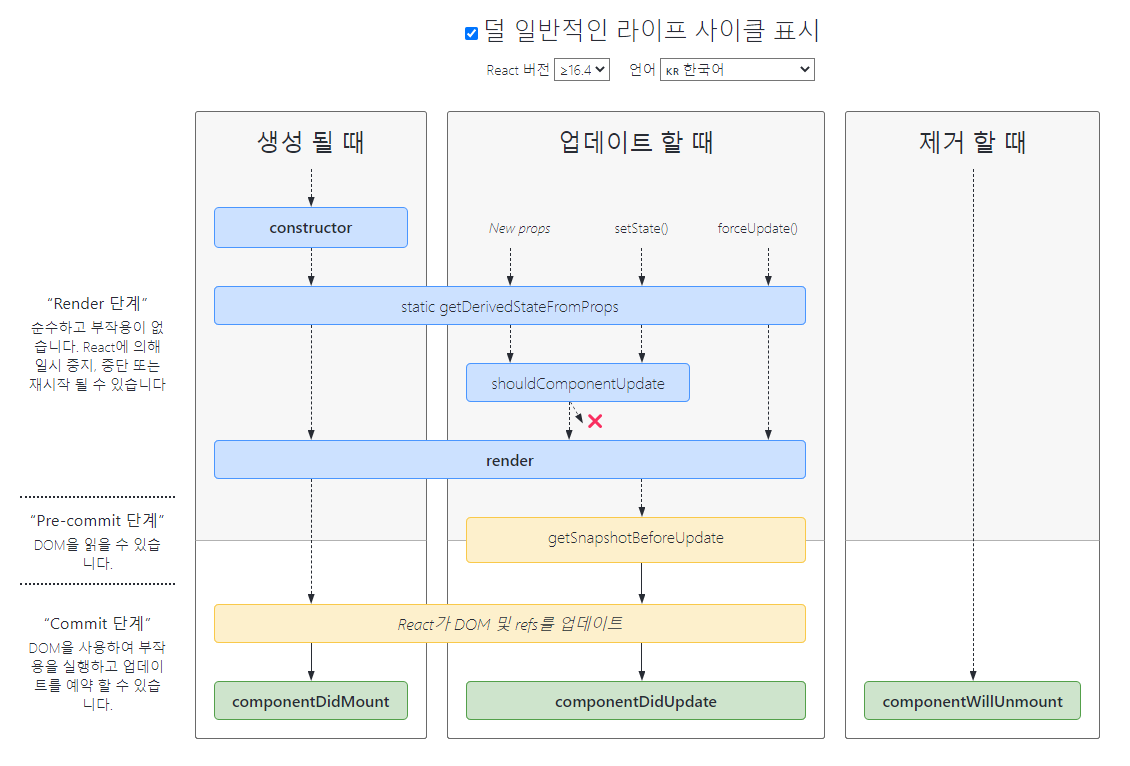 덜 일반적인 라이프 사이클 표시
React 버전 ≥16.4 언어 KR 한국어
생성 될 때
업데이트 할 때
제거 할 때
constructor
New props
setState()
forceUpdate()
“Render 단계”
순수하고 부작용이 없
습니다. React에 의해
일시 중지, 중단 또는
재시작 될 수 있습니다
static getDerivedStateFromProps
shouldComponentUpdate
render
“Pre-commit 단계”
DOM을 읽을 수 있습
니다.
getSnapshotBeforeUpdate
“Commit 단계”
DOM을 사용하여 부작
용을 실행하고 업데이
트를 예약 할 수 있습
니다.
React가 DOM 및 refs를 업데이트
componentDidMount
componentDidUpdate
componentWillUnmount